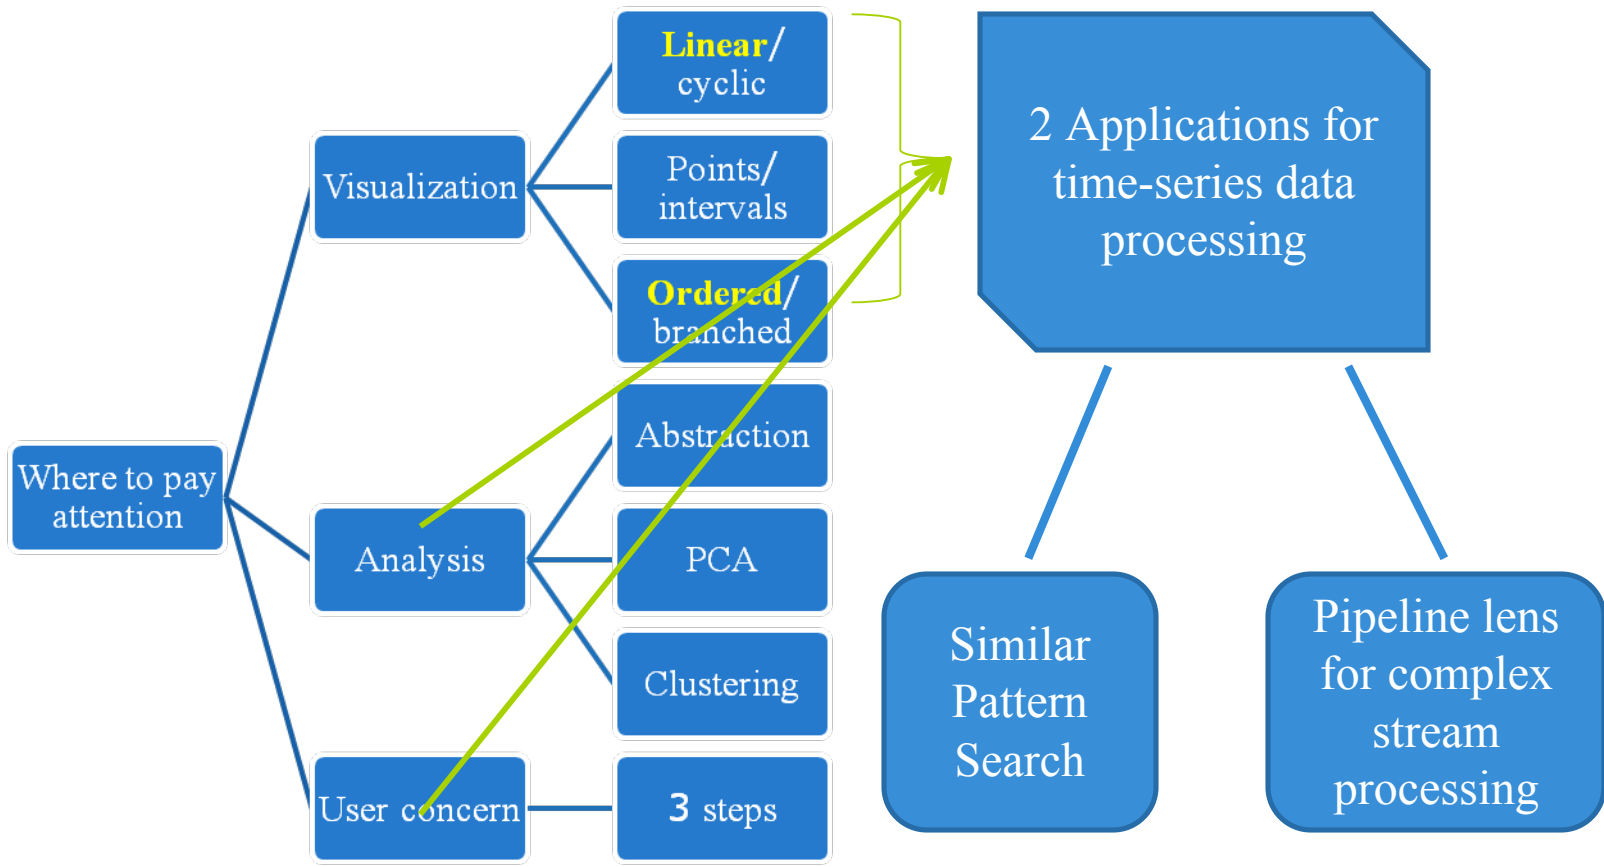 Where to pay
attention
Visualization
Linear/
cyclic
Points/
intervals
Ordered/
branched
Analysis
Abstraction
PCA
Clustering
User concern
3 steps
2 Applications for
time-series data
processing
Similar
Pattern
Search
Pipeline lens
for complex
stream
processing